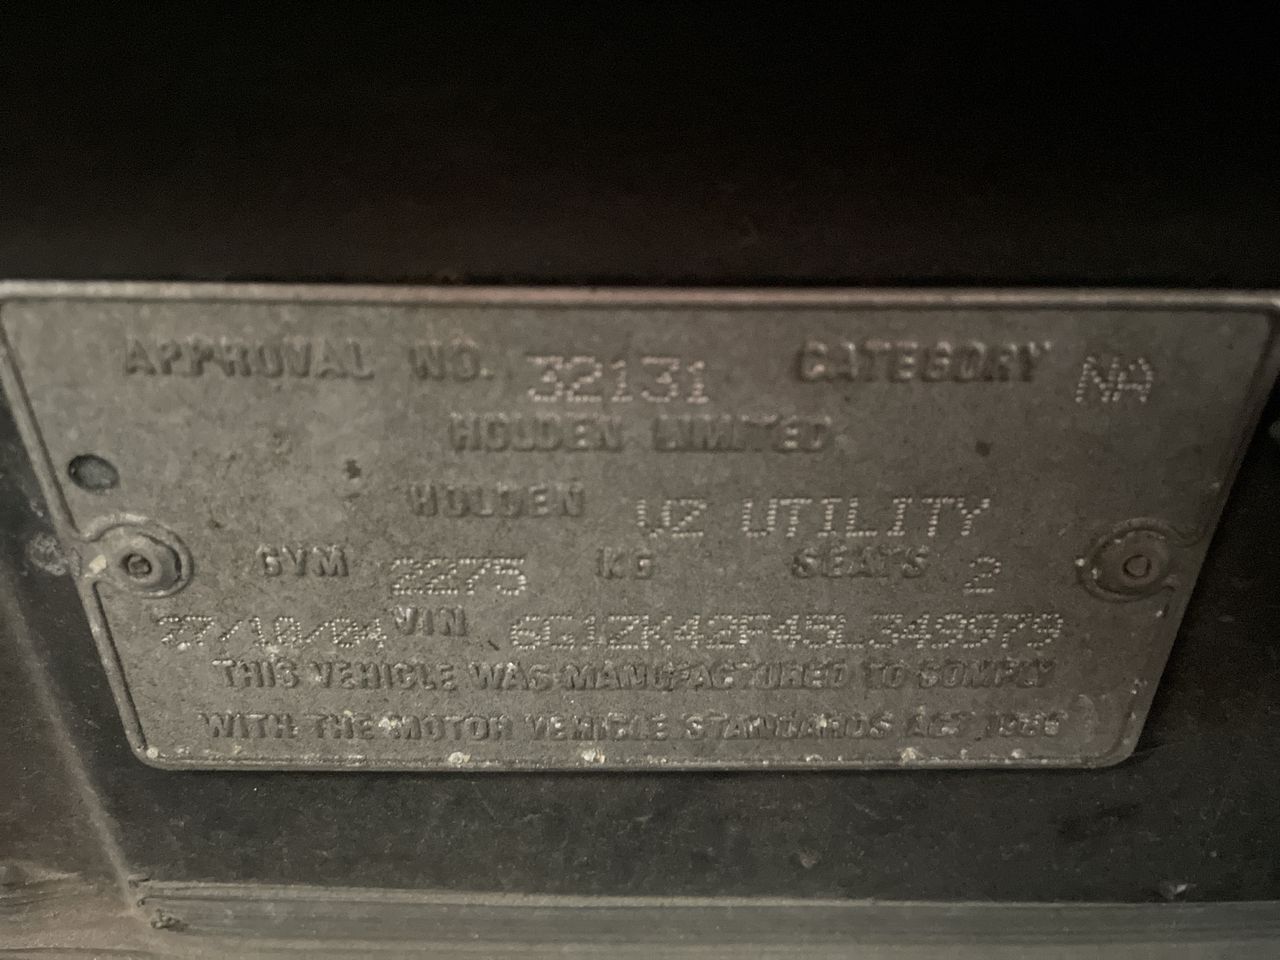 APPROVAL NO. 32131 CATEGORY NA
HOLDEN LIMITED
HOLDEN VZ UTILITY
GVM 2275 KG SEATS 2
27/10/04 VIN 6G1ZK42F45L349979
THIS VEHICLE WAS MANUFACTURED TO COMPLY
WITH THE MOTOR VEHICLE STANDARDS ACT 1989